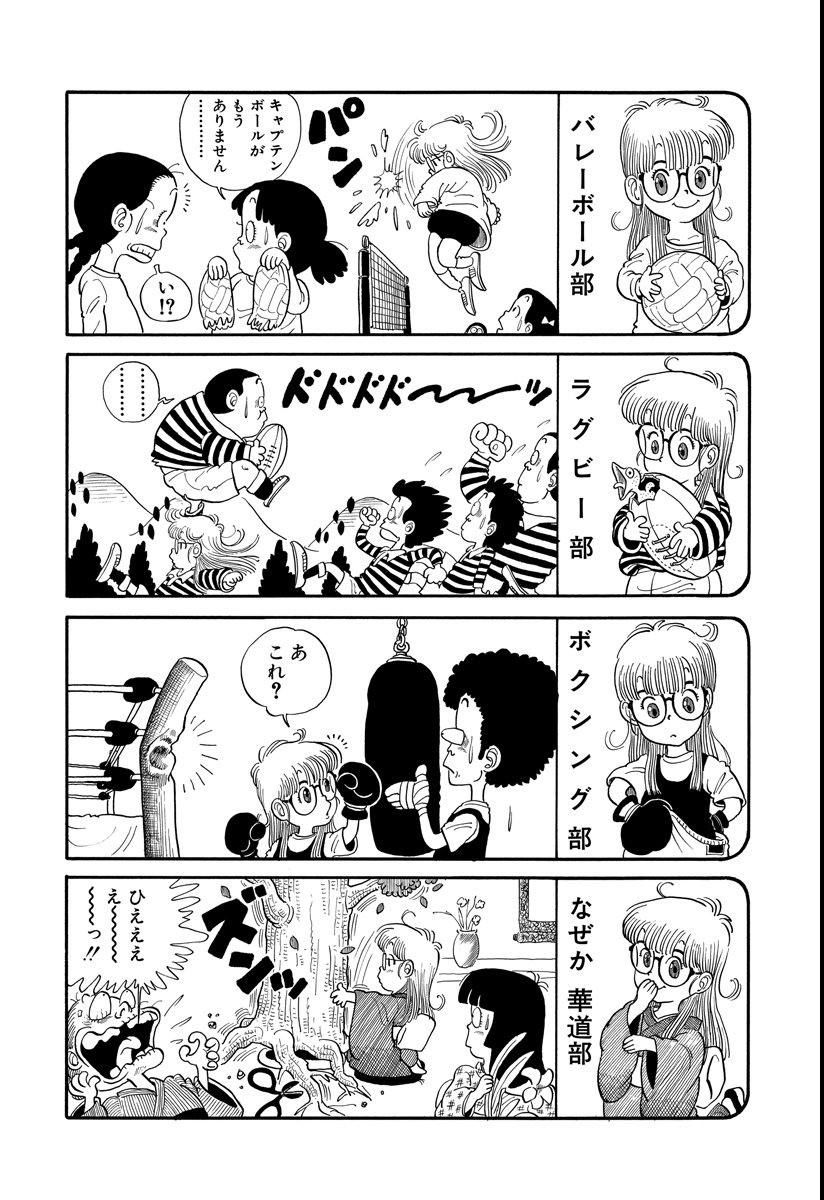 バレーボール部
パン
キャプテン
ボールが
もう
ありません
…………
い!?
ラグビー部
ドドドド〜〜〜ッ
………
ボクシング部
あ
これ?
なぜか 華道部
ズンッ
ひえええ
え〜〜〜
〜〜〜っ!!